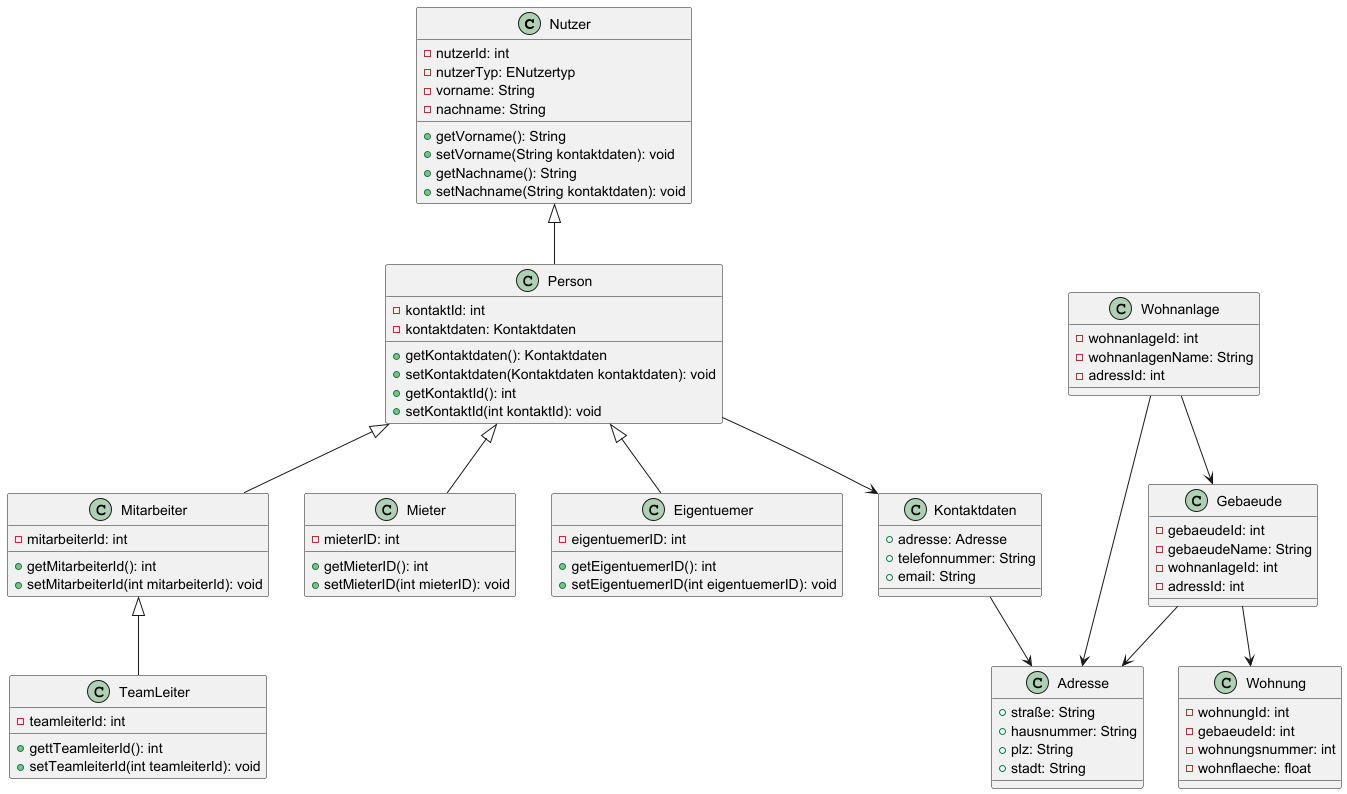 C Nutzer
nutzerId: int
nutzerTyp: ENutzertyp
vorname: String
nachname: String
getVorname(): String
setVorname(String kontaktdaten): void
getNachname(): String
setNachname(String kontaktdaten): void
C Person
kontaktId: int
kontaktdaten: Kontaktdaten
getKontaktdaten(): Kontaktdaten
setKontaktdaten(Kontaktdaten kontaktdaten): void
getKontaktId(): int
setKontaktId(int kontaktId): void
C Wohnanlage
wohnanlageId: int
wohnanlagenName: String
adressId: int
C Mitarbeiter
mitarbeiterId: int
getMitarbeiterId(): int
setMitarbeiterId(int mitarbeiterId): void
C Mieter
mieterID: int
getMieterID(): int
setMieterID(int mieterID): void
C Eigentuemer
eigentuemerID: int
getEigentuemerID(): int
setEigentuemerID(int eigentuemerID): void
C Kontaktdaten
adresse: Adresse
telefonnummer: String
email: String
C Gebaeude
gebaeudeId: int
gebaeudeName: String
wohnanlageId: int
adressId: int
C TeamLeiter
teamleiterId: int
gettTeamleiterId(): int
setTeamleiterId(int teamleiterId): void
C Adresse
straße: String
hausnummer: String
plz: String
stadt: String
C Wohnung
wohnungId: int
gebaeudeId: int
wohnungsnummer: int
wohnflaeche: float